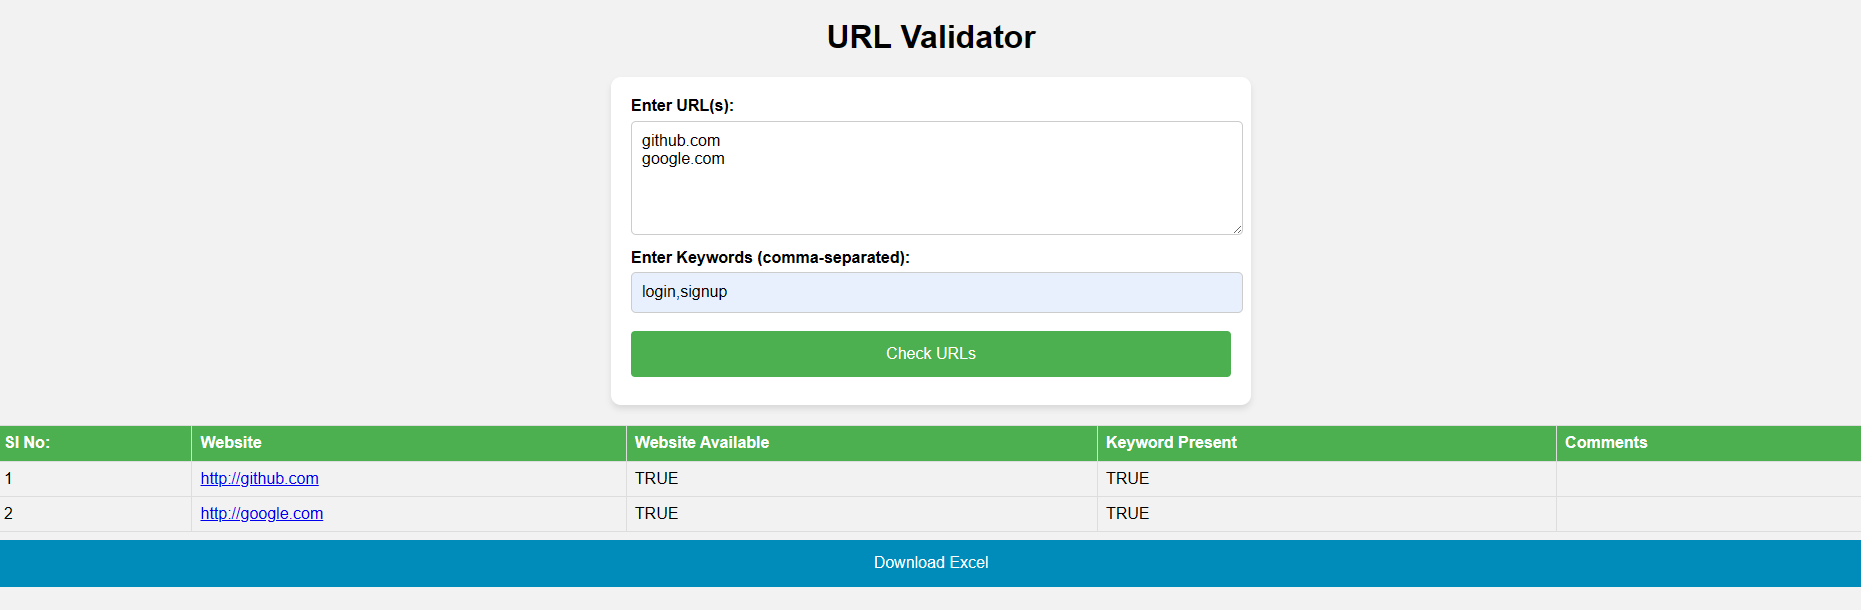 URL Validator
Enter URL(s):
github.com
google.com
Enter Keywords (comma-separated):
login,signup
Check URLs
Sl No: Website Website Available Keyword Present Comments
1 http://github.com TRUE TRUE
2 http://google.com TRUE TRUE
Download Excel